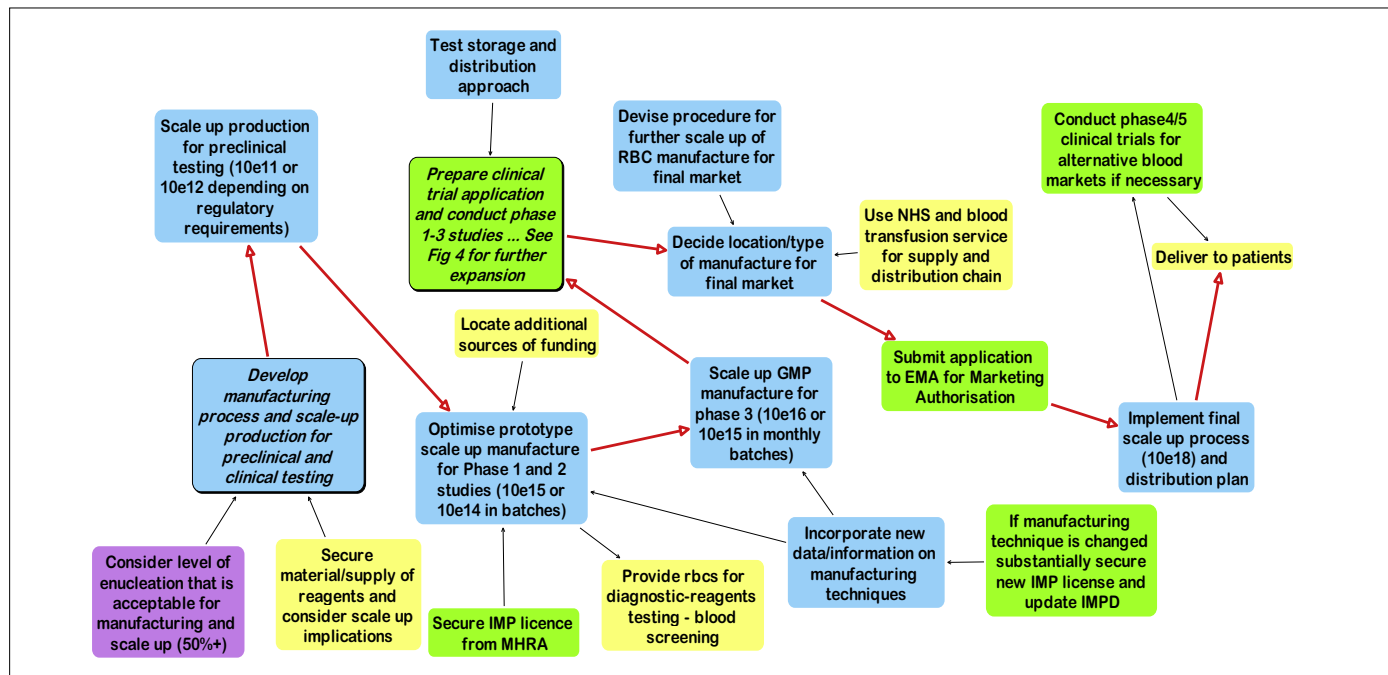 Test storage and
distribution
approach
Scale up production
for preclinical
testing (10e11 or
10e12 depending on
regulatory
requirements)
Devise procedure for
further scale up of
RBC manufacture for
final market
Conduct phase4/5
clinical trials for
alternative blood
markets if necessary
Prepare clinical
trial application
and conduct phase
1-3 studies ... See
Fig 4 for further
expansion
Use NHS and blood
transfusion service
for supply and
distribution chain
Decide location/type
of manufacture for
final market
Deliver to patients
Locate additional
sources of funding
Submit application
to EMA for Marketing
Authorisation
Develop
manufacturing
process and scale-up
production for
preclinical and
clinical testing
Scale up GMP
manufacture for
phase 3 (10e16 or
10e15 in monthly
batches)
Optimise prototype
scale up manufacture
for Phase 1 and 2
studies (10e15 or
10e14 in batches)
Implement final
scale up process
(10e18) and
distribution plan
Consider level of
enucleation that is
acceptable for
manufacturing and
scale up (50%+)
Secure
material/supply of
reagents and
consider scale up
implications
Secure IMP licence
from MHRA
Provide rbcs for
diagnostic-reagents
testing - blood
screening
Incorporate new
data/information on
manufacturing
techniques
If manufacturing
technique is changed
substantially secure
new IMP license and
update IMPD